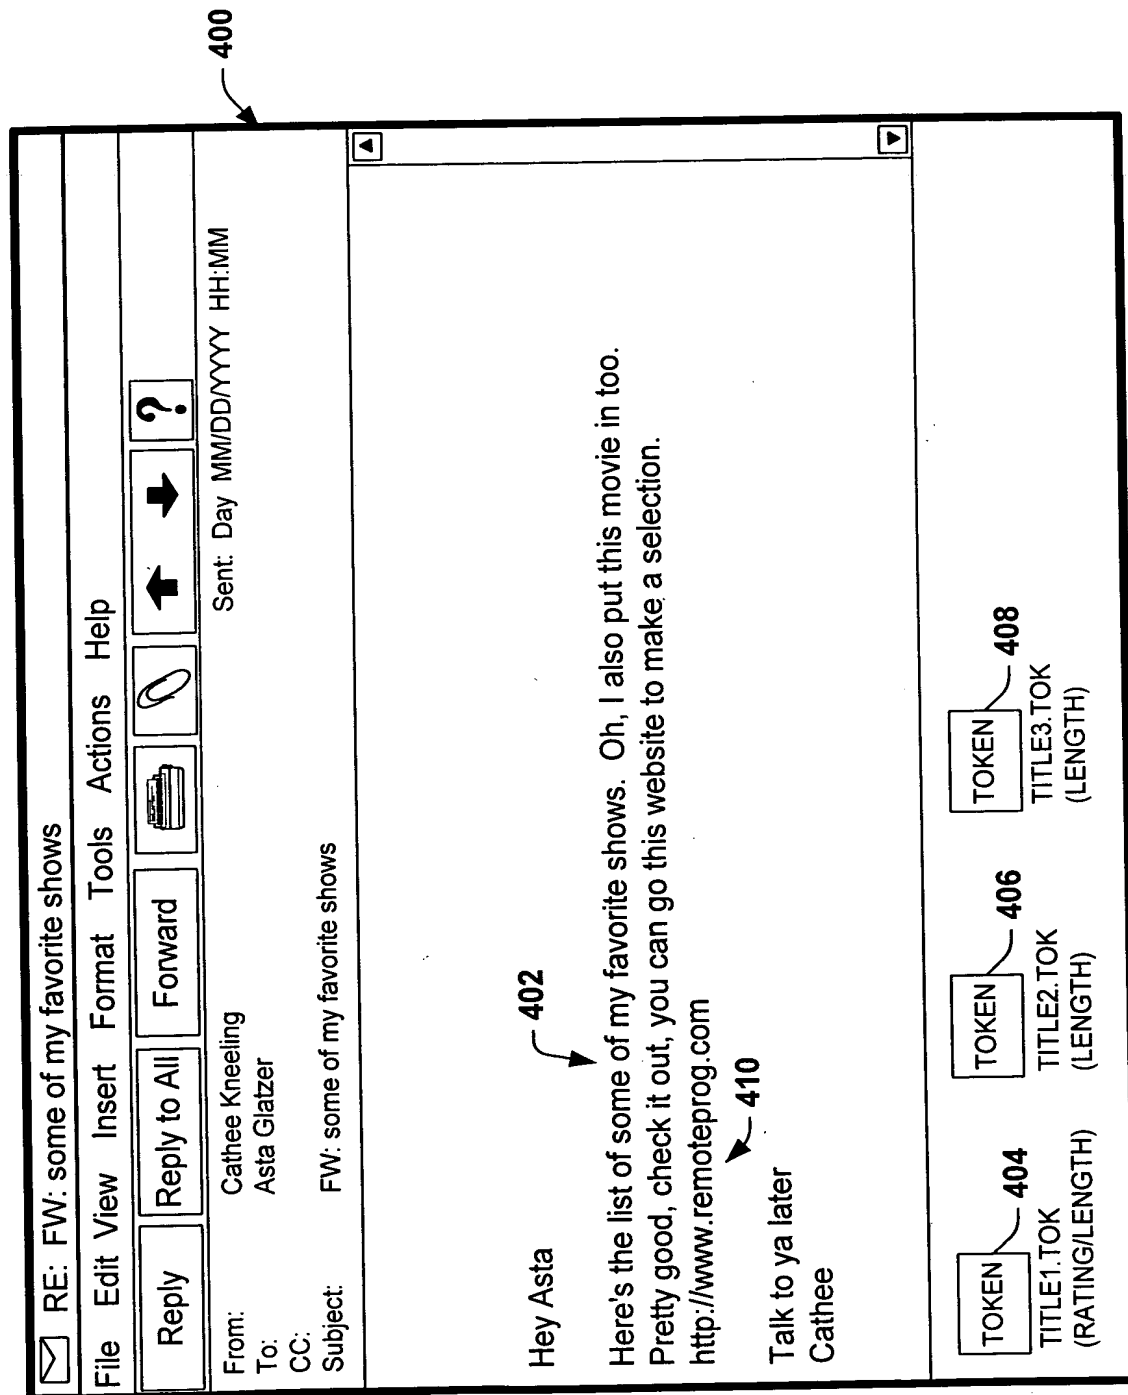 400
RE: FW: some of my favorite shows
File Edit View Insert Format Tools Actions Help
Reply Reply to All Forward ?
From: Cathee Kneeling Sent: Day MM/DD/YYYY HH:MM
To: Asta Glatzer
CC:
Subject: FW: some of my favorite shows
402
Hey Asta
Here's the list of some of my favorite shows. Oh, I also put this movie in too.
Pretty good, check it out, you can go this website to make a selection.
http://www.remoteprog.com
410
Talk to ya later
Cathee
TOKEN 404 TOKEN 406 TOKEN 408
TITLE1.TOK TITLE2.TOK TITLE3.TOK
(RATING/LENGTH) (LENGTH) (LENGTH)